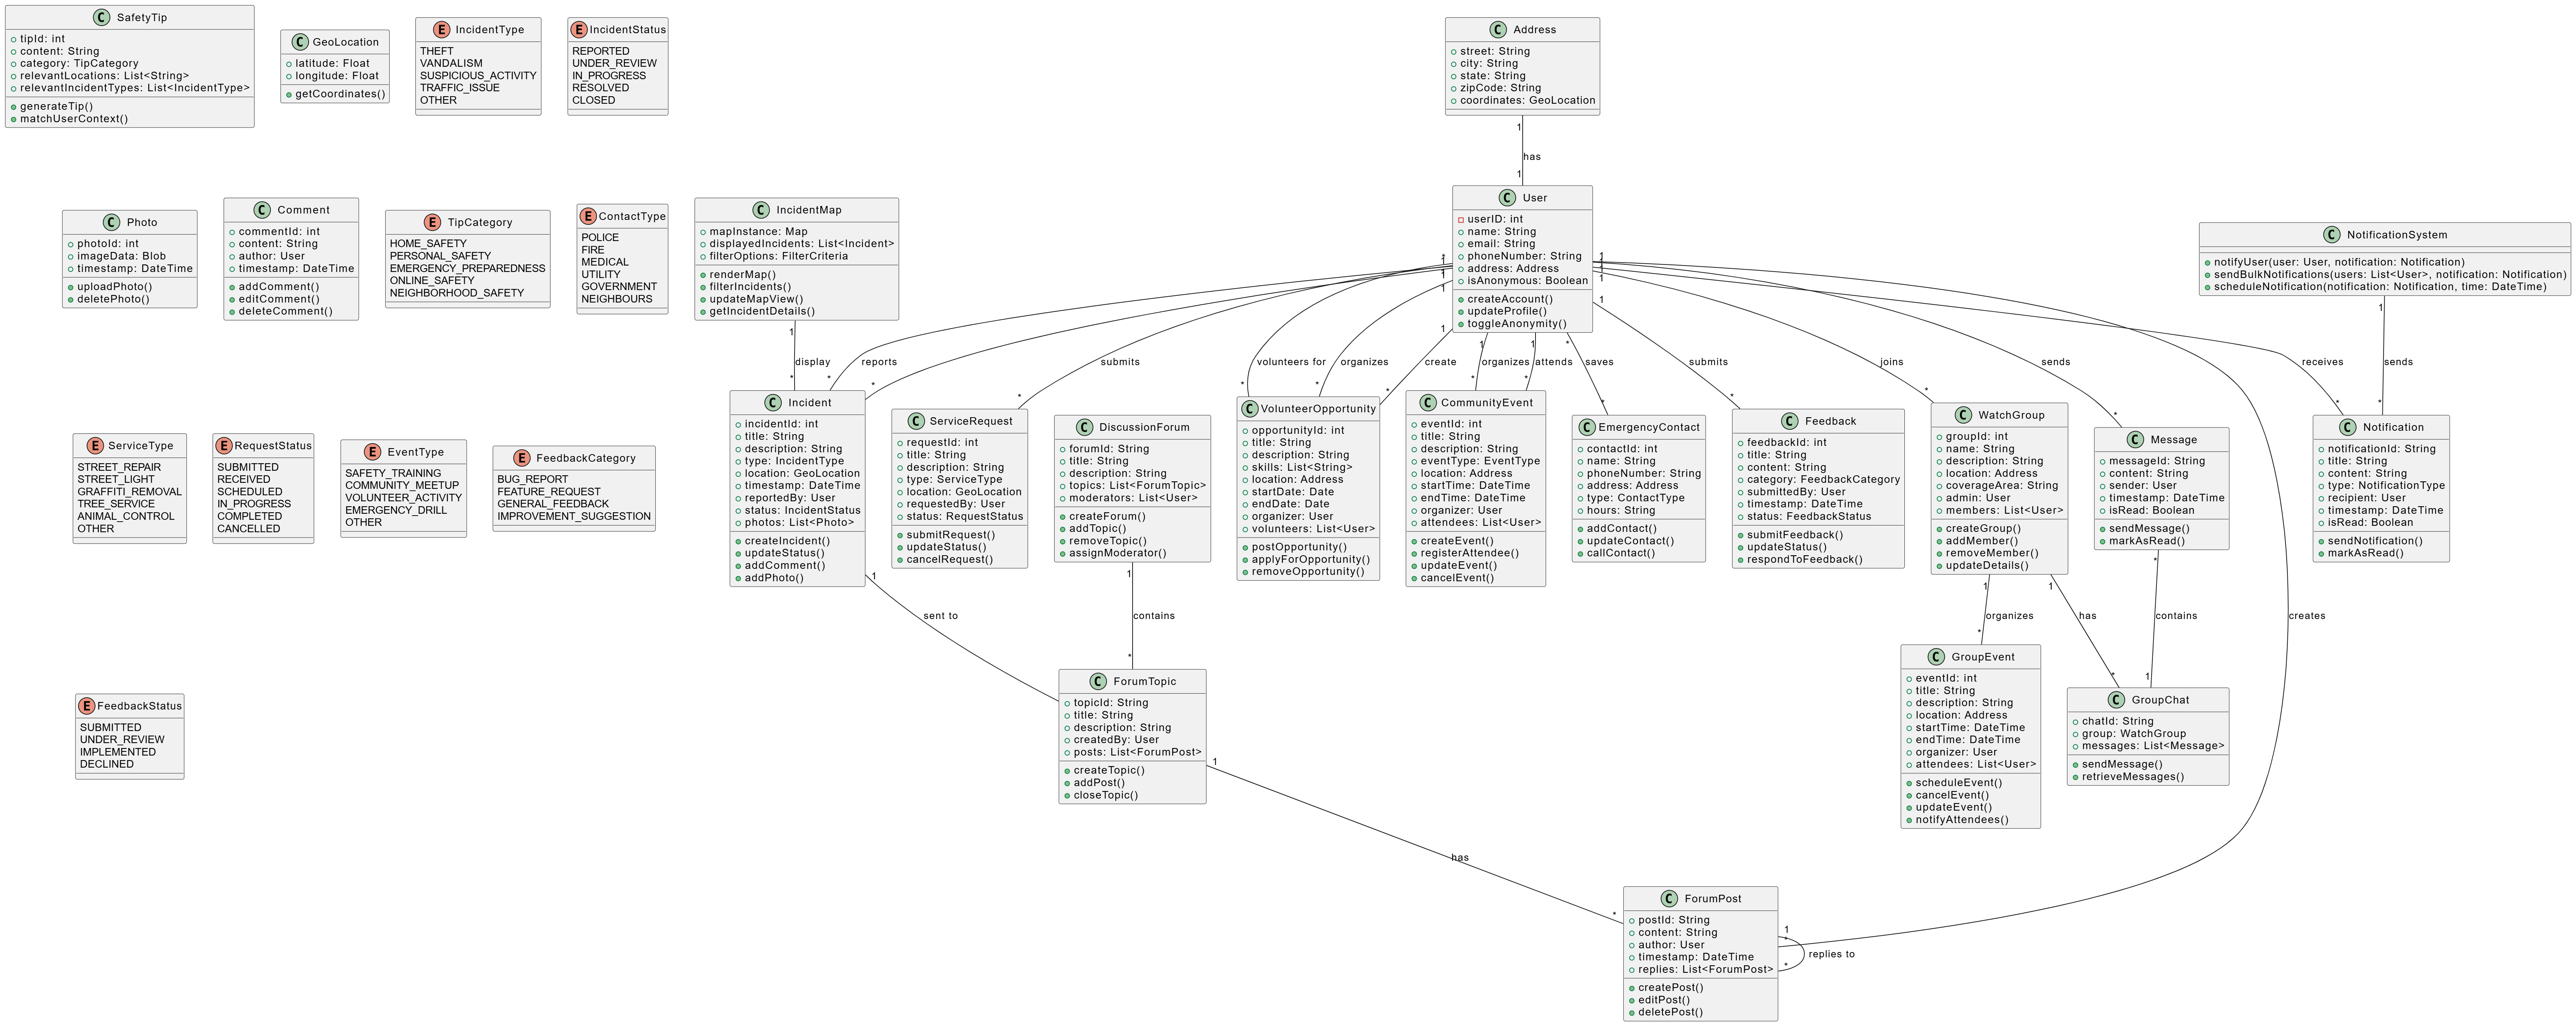 C SafetyTip
tipId: int
content: String
category: TipCategory
relevantLocations: List<String>
relevantIncidentTypes: List<IncidentType>
generateTip()
matchUserContext()
C GeoLocation
latitude: Float
longitude: Float
getCoordinates()
E IncidentType
THEFT
VANDALISM
SUSPICIOUS_ACTIVITY
TRAFFIC_ISSUE
OTHER
E IncidentStatus
REPORTED
UNDER_REVIEW
IN_PROGRESS
RESOLVED
CLOSED
C Address
street: String
city: String
state: String
zipCode: String
coordinates: GeoLocation
1
has
1
C Photo
photoId: int
imageData: Blob
timestamp: DateTime
uploadPhoto()
deletePhoto()
C Comment
commentId: int
content: String
author: User
timestamp: DateTime
addComment()
editComment()
deleteComment()
E TipCategory
HOME_SAFETY
PERSONAL_SAFETY
EMERGENCY_PREPAREDNESS
ONLINE_SAFETY
NEIGHBORHOOD_SAFETY
E ContactType
POLICE
FIRE
MEDICAL
UTILITY
GOVERNMENT
NEIGHBOURS
C IncidentMap
mapInstance: Map
displayedIncidents: List<Incident>
filterOptions: FilterCriteria
renderMap()
filterIncidents()
updateMapView()
getIncidentDetails()
C User
userID: int
name: String
email: String
phoneNumber: String
address: Address
isAnonymous: Boolean
createAccount()
updateProfile()
toggleAnonymity()
C NotificationSystem
notifyUser(user: User, notification: Notification)
sendBulkNotifications(users: List<User>, notification: Notification)
scheduleNotification(notification: Notification, time: DateTime)
1
display
*
reports
*
*
submits
*
volunteers for
*
organizes
*
1
create
*
1
organizes
*
1
attends
*
*
saves
*
1
submits
*
joins
*
sends
*
receives
*
1
sends
*
creates
C Incident
incidentId: int
title: String
description: String
type: IncidentType
location: GeoLocation
timestamp: DateTime
reportedBy: User
status: IncidentStatus
photos: List<Photo>
createIncident()
updateStatus()
addComment()
addPhoto()
C ServiceRequest
requestId: int
title: String
description: String
type: ServiceType
location: GeoLocation
requestedBy: User
status: RequestStatus
submitRequest()
updateStatus()
cancelRequest()
C DiscussionForum
forumId: String
title: String
description: String
topics: List<ForumTopic>
moderators: List<User>
createForum()
addTopic()
removeTopic()
assignModerator()
C VolunteerOpportunity
opportunityId: int
title: String
description: String
skills: List<String>
location: Address
startDate: Date
endDate: Date
organizer: User
volunteers: List<User>
postOpportunity()
applyForOpportunity()
removeOpportunity()
C CommunityEvent
eventId: int
title: String
description: String
eventType: EventType
location: Address
startTime: DateTime
endTime: DateTime
organizer: User
attendees: List<User>
createEvent()
registerAttendee()
updateEvent()
cancelEvent()
C EmergencyContact
contactId: int
name: String
phoneNumber: String
address: Address
type: ContactType
hours: String
addContact()
updateContact()
callContact()
C Feedback
feedbackId: int
title: String
content: String
category: FeedbackCategory
submittedBy: User
timestamp: DateTime
status: FeedbackStatus
submitFeedback()
updateStatus()
respondToFeedback()
C WatchGroup
groupId: int
name: String
description: String
location: Address
coverageArea: String
admin: User
members: List<User>
createGroup()
addMember()
removeMember()
updateDetails()
C Message
messageId: String
content: String
sender: User
timestamp: DateTime
isRead: Boolean
sendMessage()
markAsRead()
C Notification
notificationId: String
title: String
content: String
type: NotificationType
recipient: User
timestamp: DateTime
isRead: Boolean
sendNotification()
markAsRead()
E ServiceType
STREET_REPAIR
STREET_LIGHT
GRAFFITI_REMOVAL
TREE_SERVICE
ANIMAL_CONTROL
OTHER
E RequestStatus
SUBMITTED
RECEIVED
SCHEDULED
IN_PROGRESS
COMPLETED
CANCELLED
E EventType
SAFETY_TRAINING
COMMUNITY_MEETUP
VOLUNTEER_ACTIVITY
EMERGENCY_DRILL
OTHER
E FeedbackCategory
BUG_REPORT
FEATURE_REQUEST
GENERAL_FEEDBACK
IMPROVEMENT_SUGGESTION
1
sent to
1
contains
*
1
organizes
*
1
has
*
*
contains
1
E FeedbackStatus
SUBMITTED
UNDER_REVIEW
IMPLEMENTED
DECLINED
C ForumTopic
topicId: String
title: String
description: String
createdBy: User
posts: List<ForumPost>
createTopic()
addPost()
closeTopic()
C GroupEvent
eventId: int
title: String
description: String
location: Address
startTime: DateTime
endTime: DateTime
organizer: User
attendees: List<User>
scheduleEvent()
cancelEvent()
updateEvent()
notifyAttendees()
C GroupChat
chatId: String
group: WatchGroup
messages: List<Message>
sendMessage()
retrieveMessages()
1
has
*
C ForumPost
postId: String
content: String
author: User
timestamp: DateTime
replies: List<ForumPost>
createPost()
editPost()
deletePost()
1
*
replies to
*